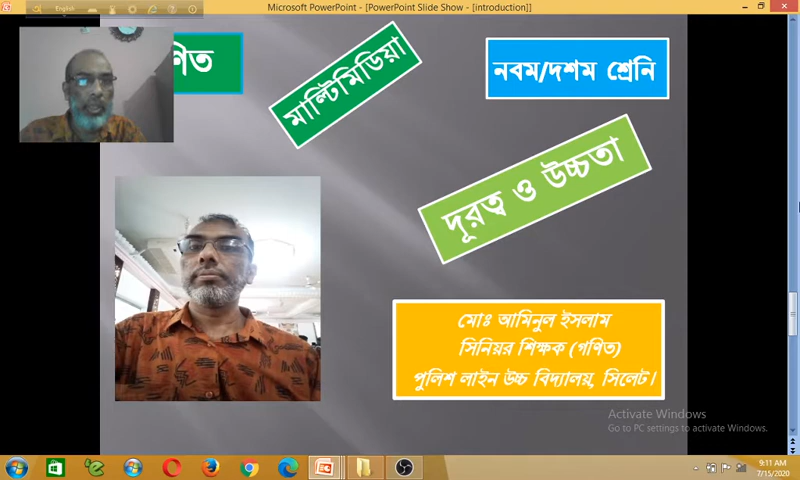 Microsoft PowerPoint - [PowerPoint Slide Show - [introduction]]
English
মাল্টিমিডিয়া
নবম/দশম শ্রেনি
দূরত্ব ও উচ্চতা
মোঃ আমিনুল ইসলাম
সিনিয়র শিক্ষক (গণিত)
পুলিশ লাইন উচ্চ বিদ্যালয়, সিলেট।
Activate Windows
Go to PC settings to activate Windows.
9:11 AM
7/15/2020